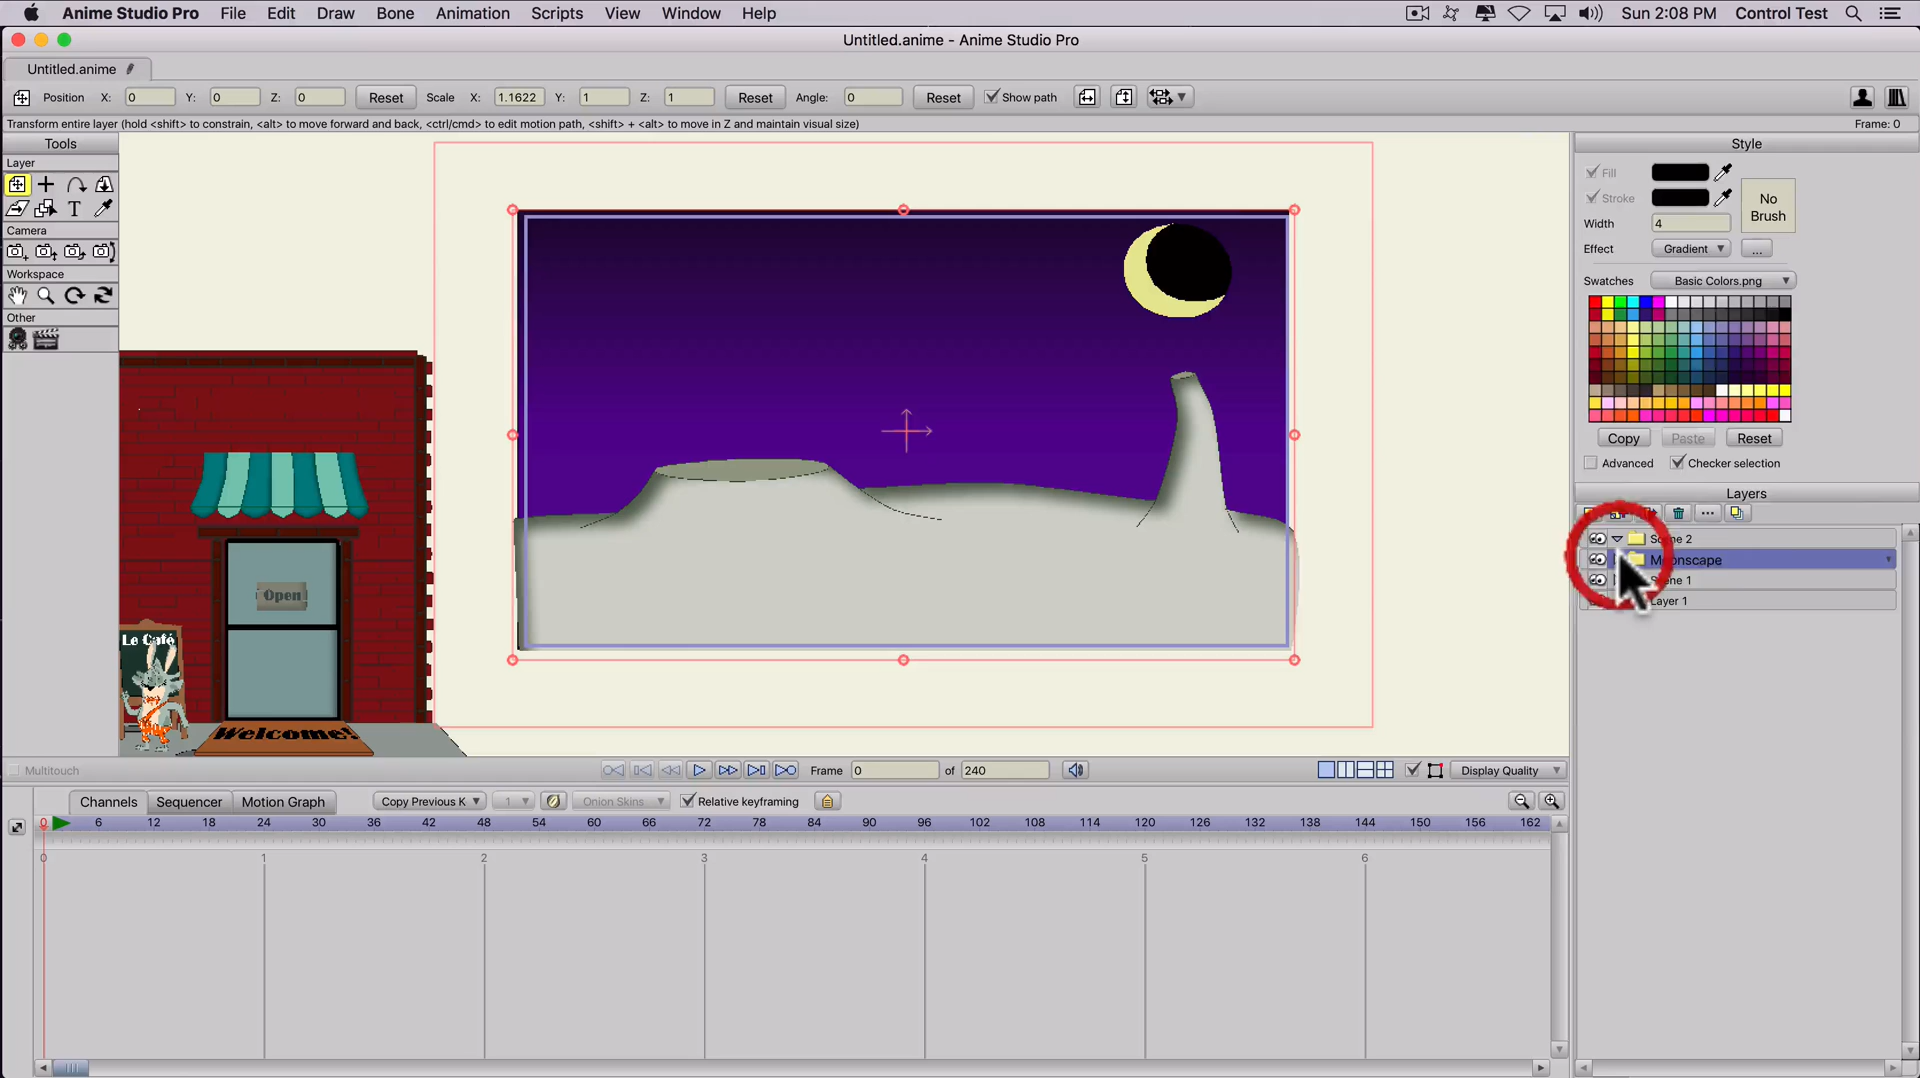 Anime Studio Pro File Edit Draw Bone Animation Scripts View Window Help Sun 2:08 PM Control Test
Untitled.anime - Anime Studio Pro
Untitled.anime
Position X: 0 Y: 0 Z: 0 Reset Scale X: 1.1622 Y: 1 Z: 1 Reset Angle: 0 Reset Show path
Transform entire layer (hold <shift> to constrain, <alt> to move forward and back, <ctrl/cmd> to edit motion path, <shift> + <alt> to move in Z and maintain visual size) Frame: 0
Tools
Layer
T
Camera
Workspace
Other
Style
Fill
Stroke
No
Brush
Width 4
Effect Gradient ...
Swatches Basic Colors.png
Copy Paste Reset
Advanced Checker selection
Layers
Scene 2
Moonscape
Scene 1
Layer 1
Open
Le Café
Welcome!
Multitouch Frame 0 of 240 Display Quality
Channels Sequencer Motion Graph Copy Previous K 1 Onion Skins Relative keyframing
0 6 12 18 24 30 36 42 48 54 60 66 72 78 84 90 96 102 108 114 120 126 132 138 144 150 156 162
0 1 2 3 4 5 6